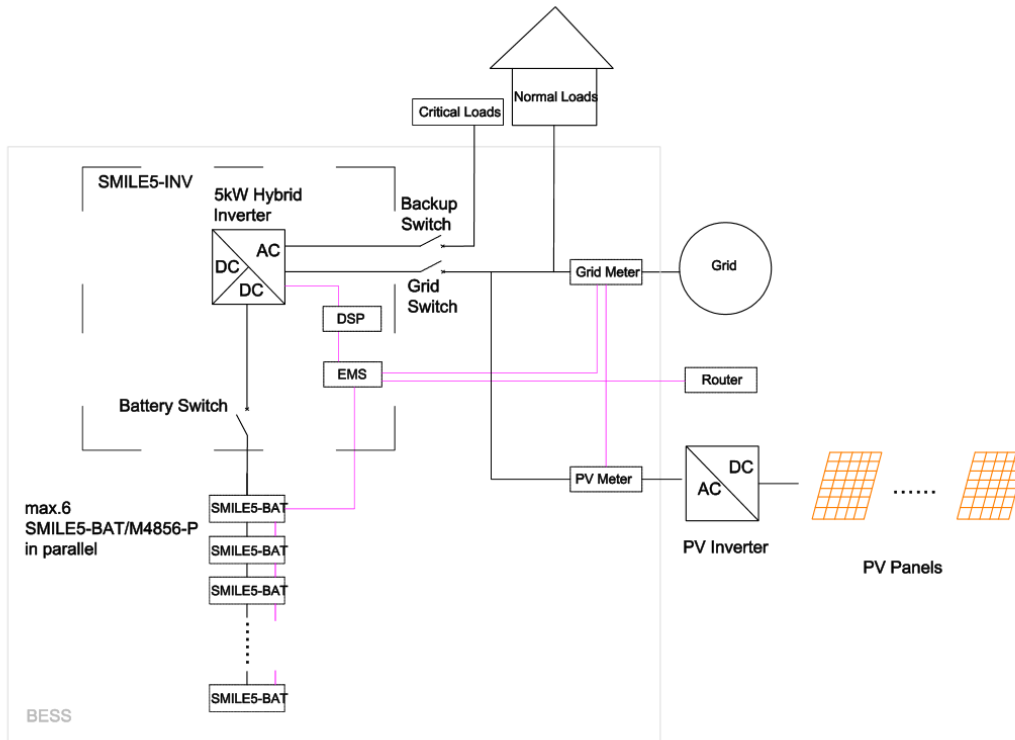 Normal Loads
Critical Loads
SMILE5-INV
5kW Hybrid
Inverter
Backup
Switch
AC
DC
DC
Grid
Switch
Grid Meter
Grid
DSP
EMS
Router
Battery Switch
max.6
SMILE5-BAT/M4856-P
in parallel
SMILE5-BAT
SMILE5-BAT
SMILE5-BAT
SMILE5-BAT
PV Meter
DC
AC
PV Inverter
......
PV Panels
BESS